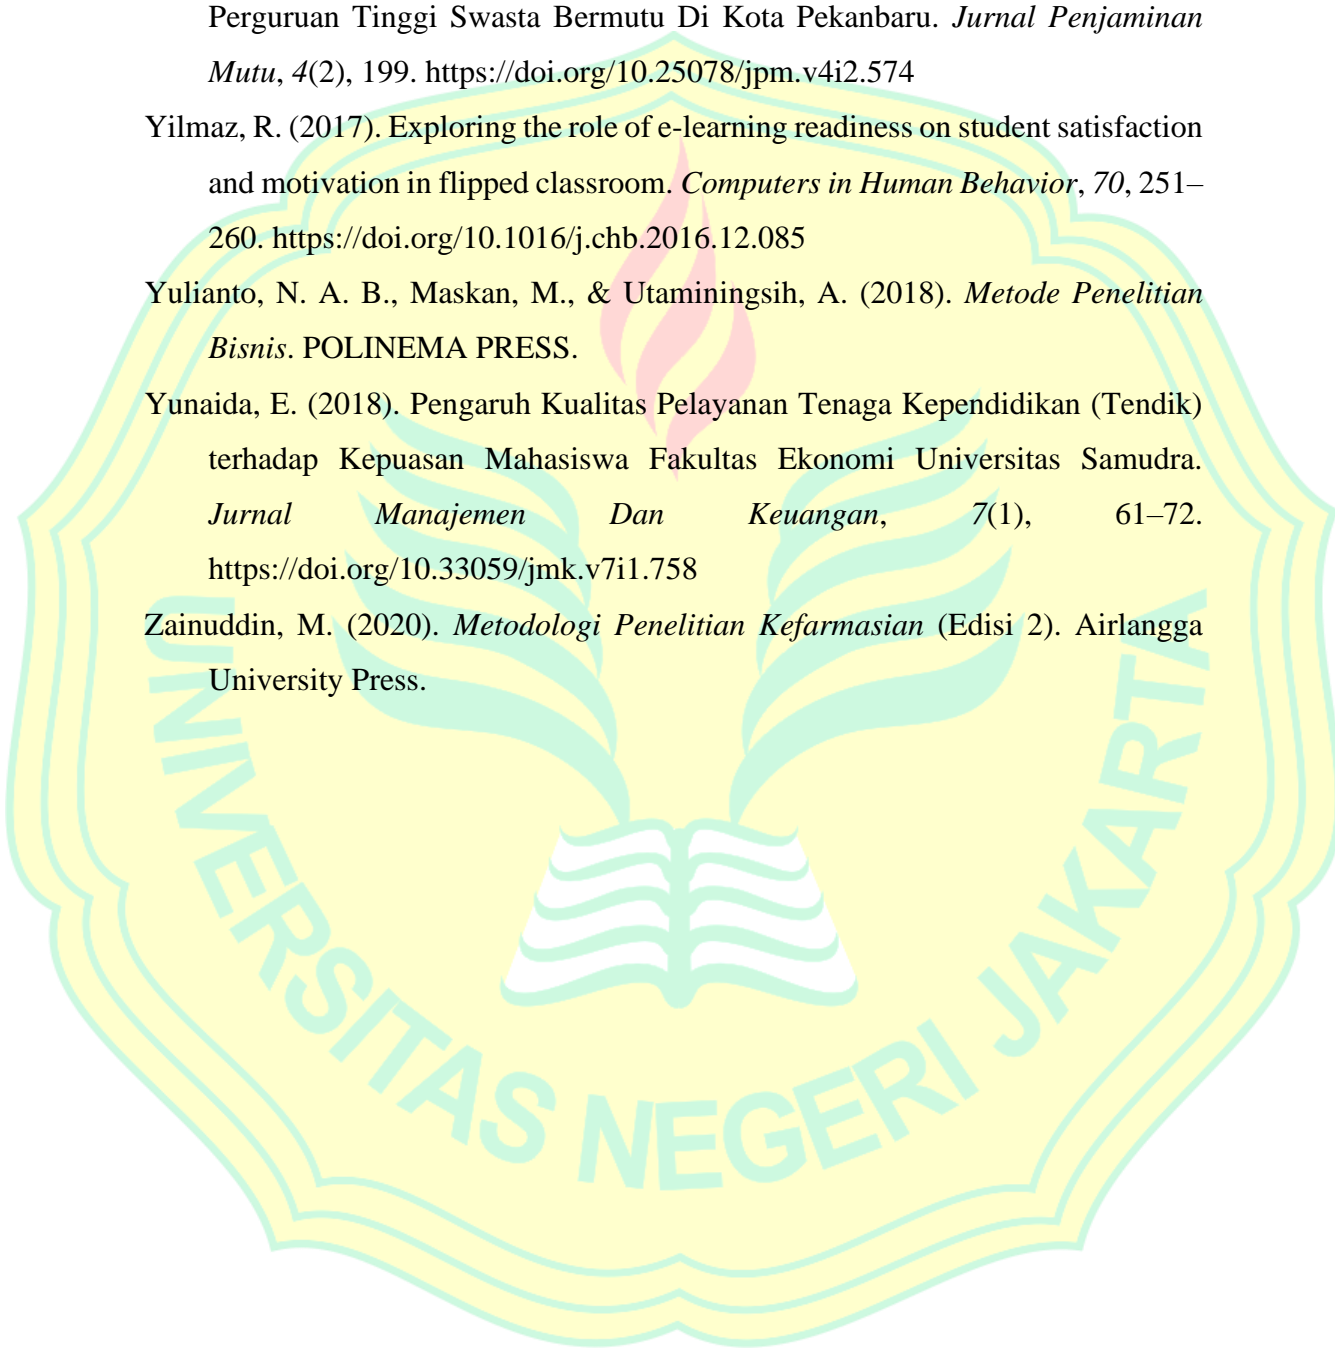 Perguruan Tinggi Swasta Bermutu Di Kota Pekanbaru. Jurnal Penjaminan
Mutu, 4(2), 199. https://doi.org/10.25078/jpm.v4i2.574
Yilmaz, R. (2017). Exploring the role of e-learning readiness on student satisfaction
and motivation in flipped classroom. Computers in Human Behavior, 70, 251–
260. https://doi.org/10.1016/j.chb.2016.12.085
Yulianto, N. A. B., Maskan, M., & Utaminingsih, A. (2018). Metode Penelitian
Bisnis. POLINEMA PRESS.
Yunaida, E. (2018). Pengaruh Kualitas Pelayanan Tenaga Kependidikan (Tendik)
terhadap Kepuasan Mahasiswa Fakultas Ekonomi Universitas Samudra.
Jurnal Manajemen Dan Keuangan, 7(1), 61–72.
https://doi.org/10.33059/jmk.v7i1.758
Zainuddin, M. (2020). Metodologi Penelitian Kefarmasian (Edisi 2). Airlangga
University Press.
UNIVERSITAS NEGERI JAKARTA